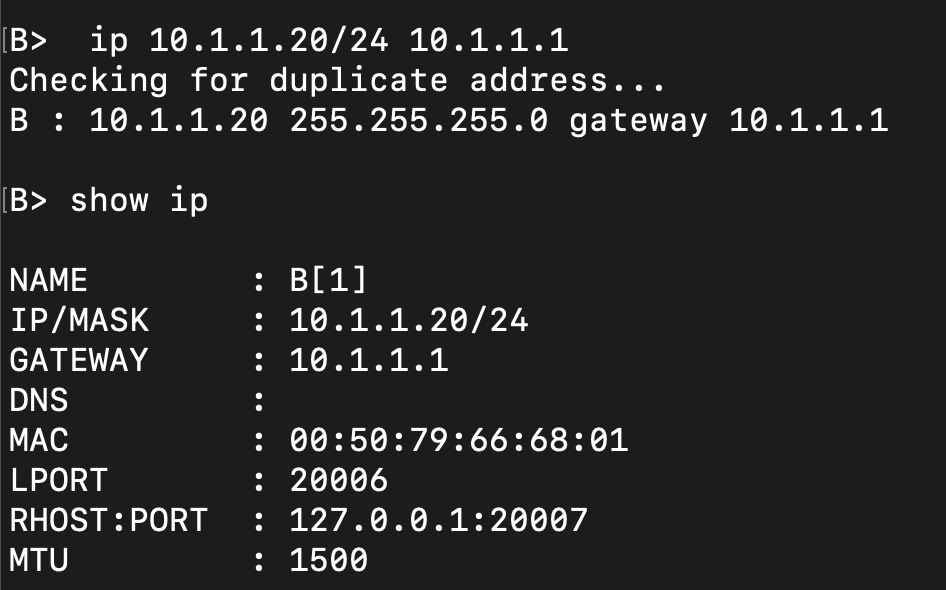 [B>  ip 10.1.1.20/24 10.1.1.1
Checking for duplicate address...
B : 10.1.1.20 255.255.255.0 gateway 10.1.1.1

[B> show ip

NAME        : B[1]
IP/MASK     : 10.1.1.20/24
GATEWAY     : 10.1.1.1
DNS         :
MAC         : 00:50:79:66:68:01
LPORT       : 20006
RHOST:PORT  : 127.0.0.1:20007
MTU         : 1500